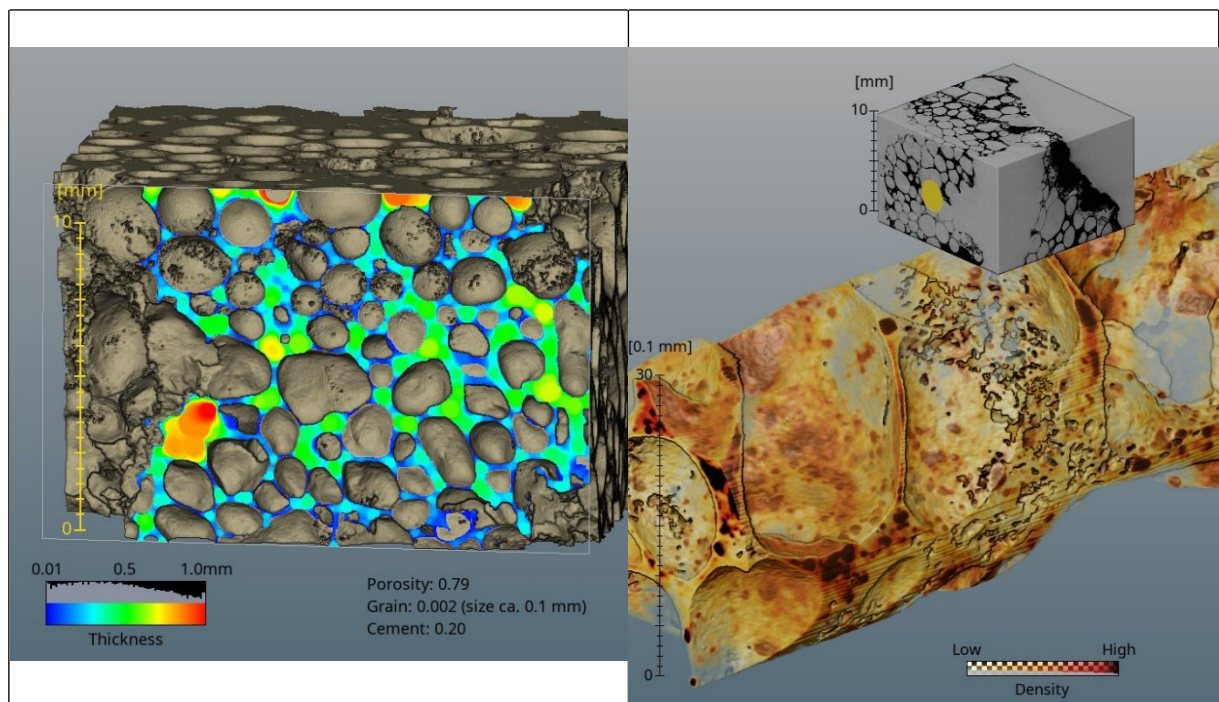 [mm]
10
0
0.01 0.5 1.0mm
Thickness
Porosity: 0.79
Grain: 0.002 (size ca. 0.1 mm)
Cement: 0.20
[mm]
10
0
[0.1 mm]
30
0
Low High
Density